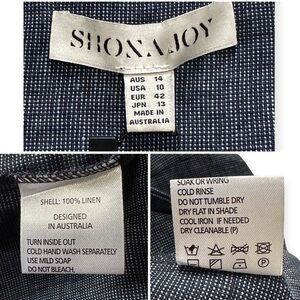 SHONA JOY
AUS 14
USA 10
EUR 42
JPN 13
MADE IN
AUSTRALIA
SHELL: 100% LINEN
DESIGNED
IN AUSTRALIA
TURN INSIDE OUT
COLD HAND WASH SEPARATELY
USE MILD SOAP
DO NOT BLEACH,
SOAK OR WRING
COLD RINSE
DO NOT TUMBLE DRY
DRY FLAT IN SHADE
COOL IRON IF NEEDED
DRY CLEANABLE (P)